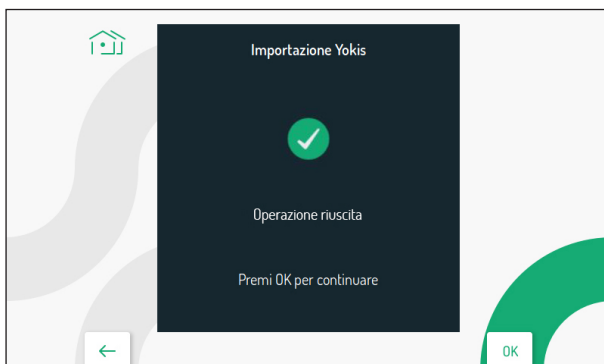 Importazione Yokis
Operazione riuscita
Premi OK per continuare
OK